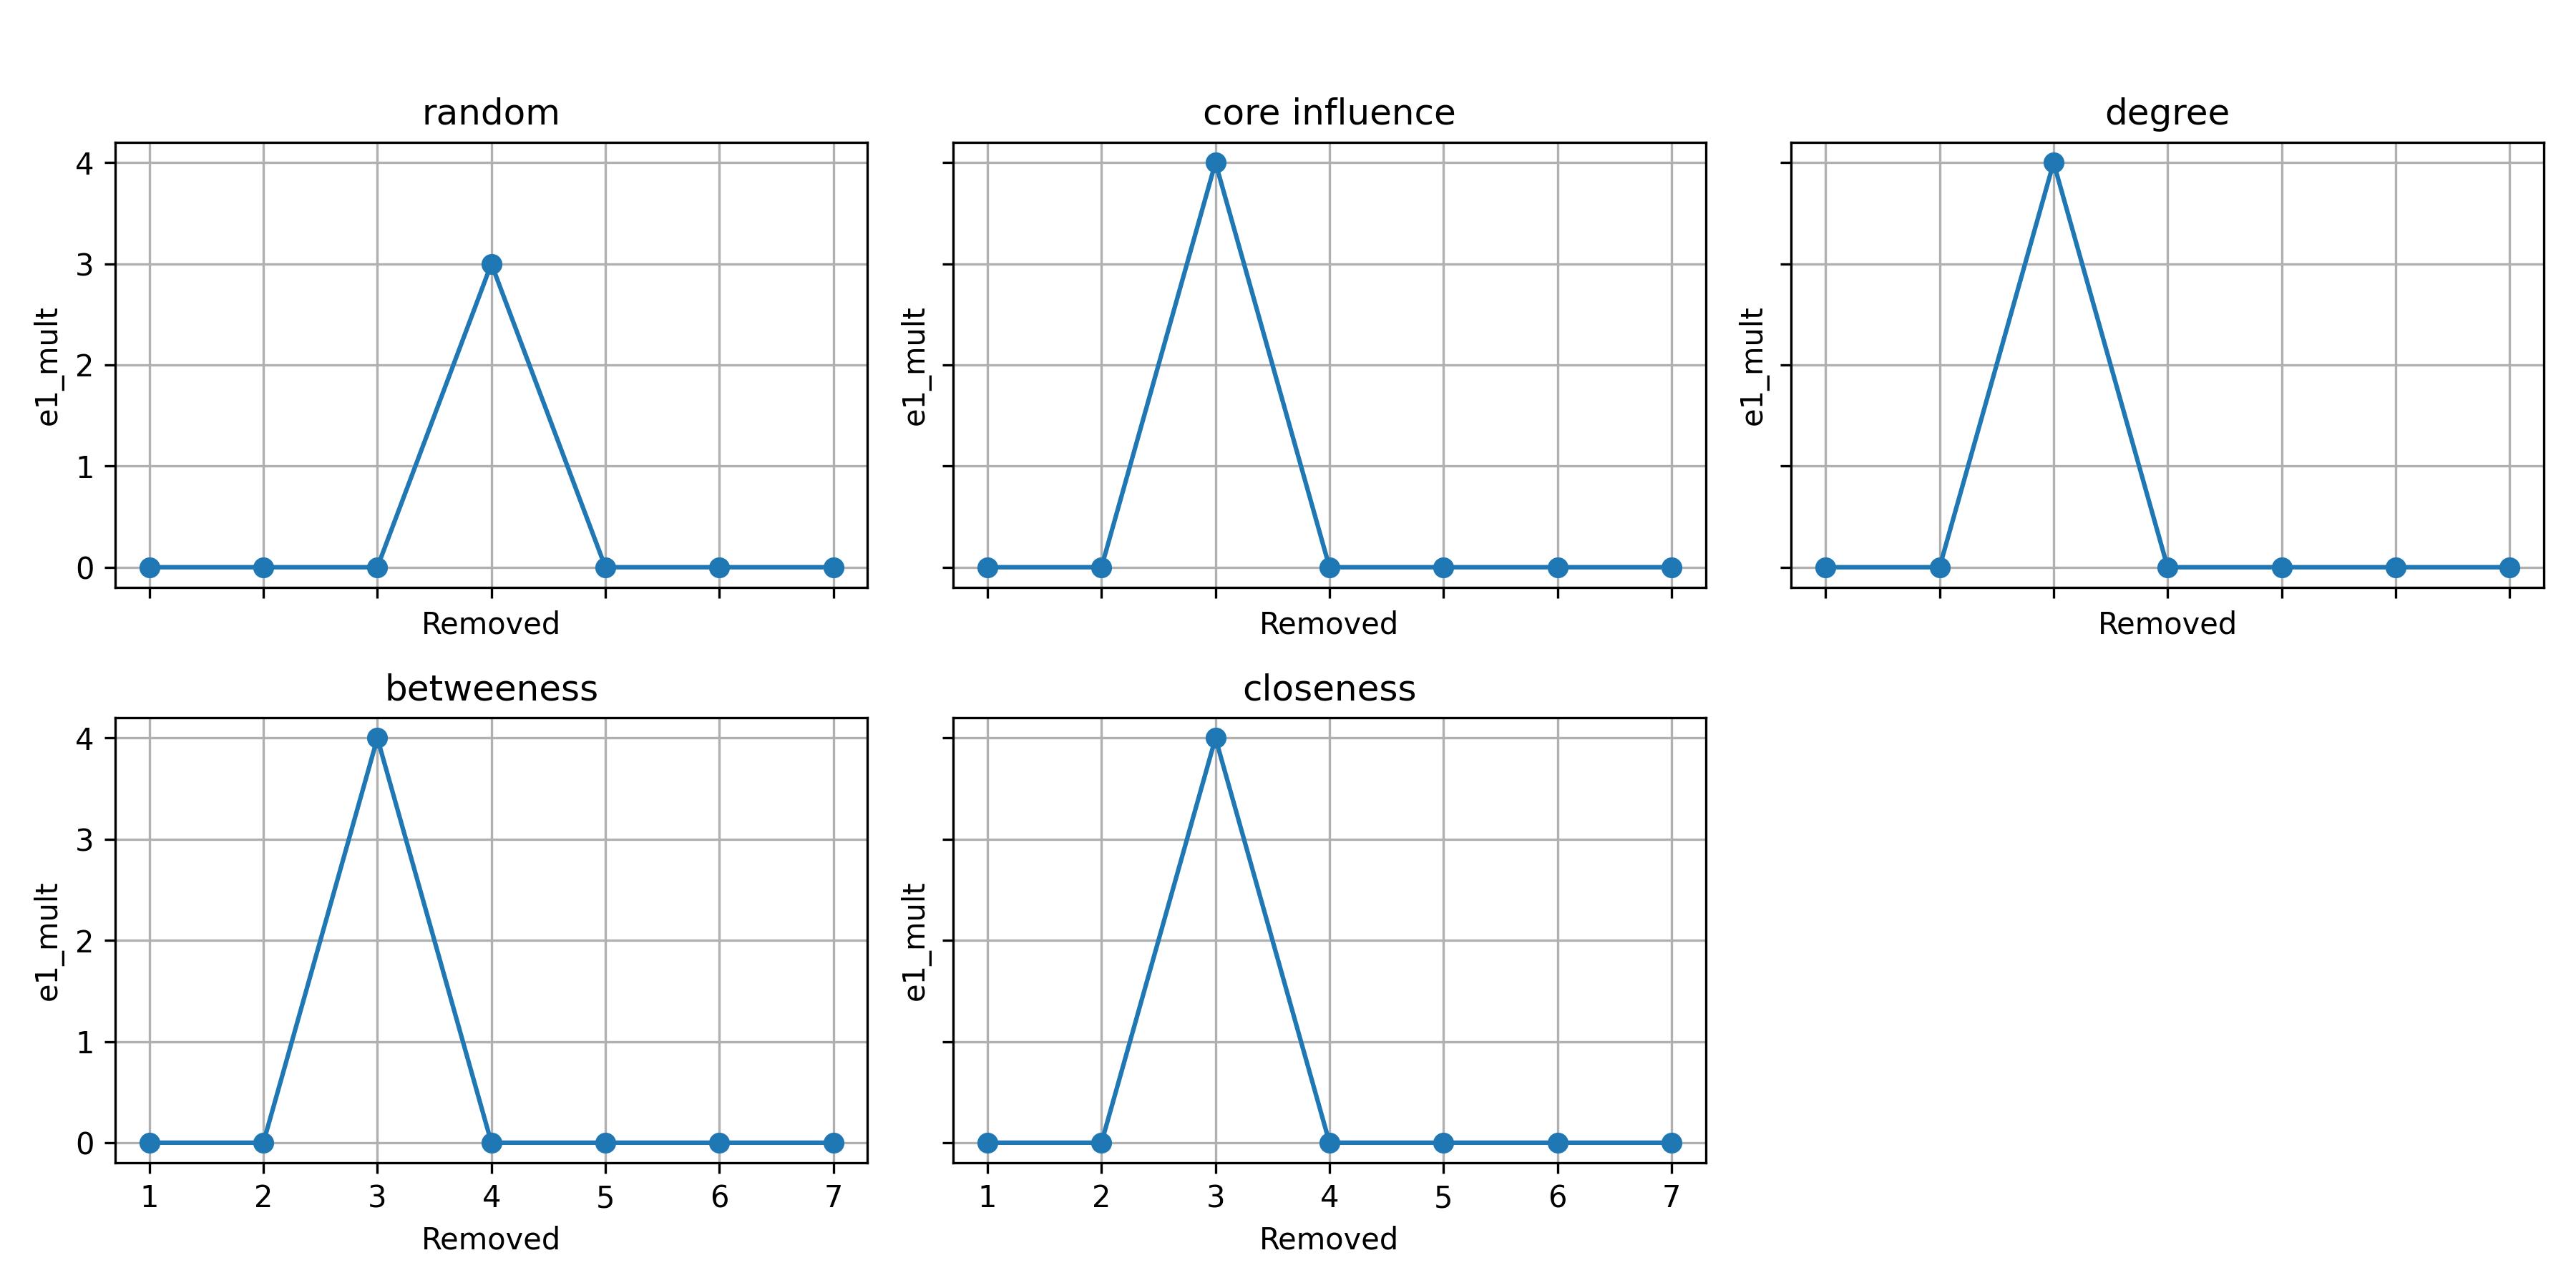 random
core influence
degree
4
3
2
1
0
e1_mult
e1_mult
e1_mult
Removed
Removed
Removed
betweeness
closeness
4
3
2
1
0
e1_mult
e1_mult
1 2 3 4 5 6 7
1 2 3 4 5 6 7
Removed
Removed